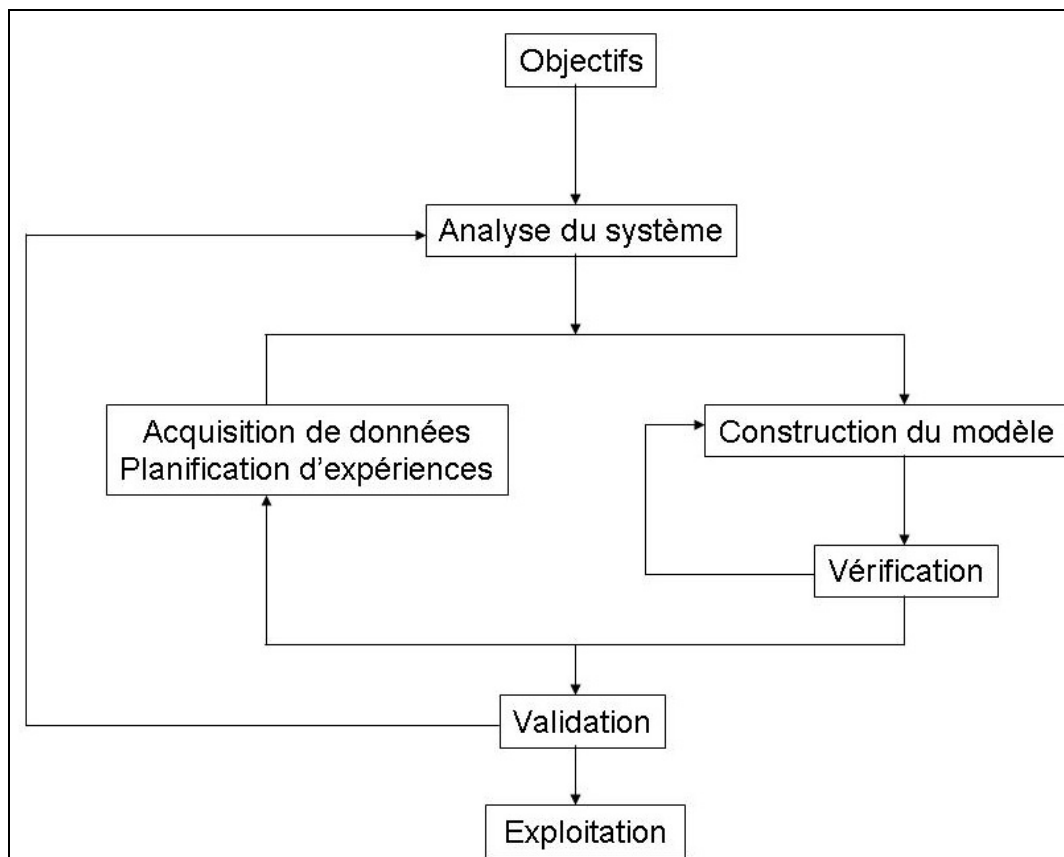 Objectifs
Analyse du système
Acquisition de données
Planification d'expériences
Construction du modèle
Vérification
Validation
Exploitation